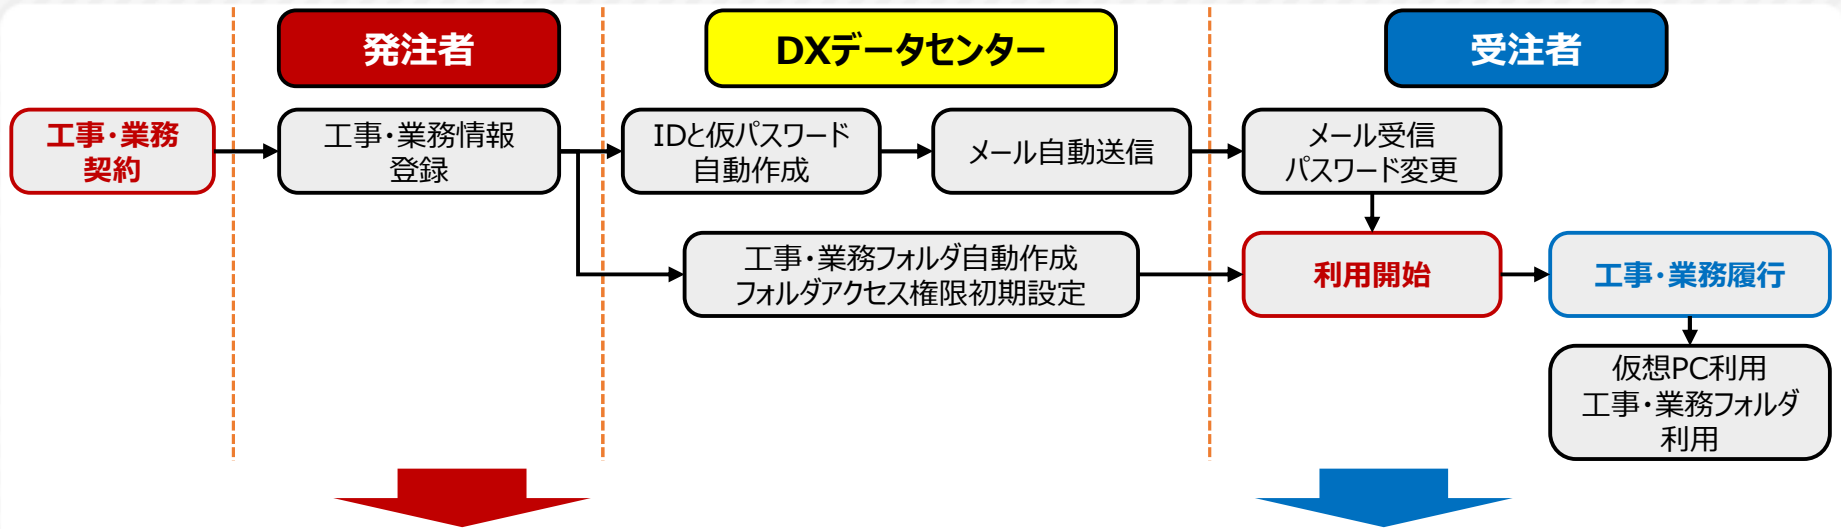 発注者
DXデータセンター
受注者
工事・業務
契約
工事・業務情報
登録
IDと仮パスワード
自動作成
メール自動送信
メール受信
パスワード変更
工事・業務フォルダ自動作成
フォルダアクセス権限初期設定
利用開始
工事・業務履行
仮想PC利用
工事・業務フォルダ
利用